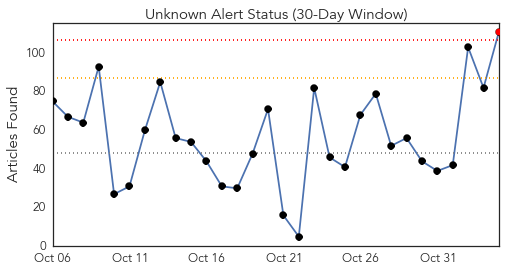 Unknown Alert Status (30-Day Window)
Articles Found
100
80
60
40
20
0
Oct 06
Oct 11
Oct 16
Oct 21
Oct 26
Oct 31